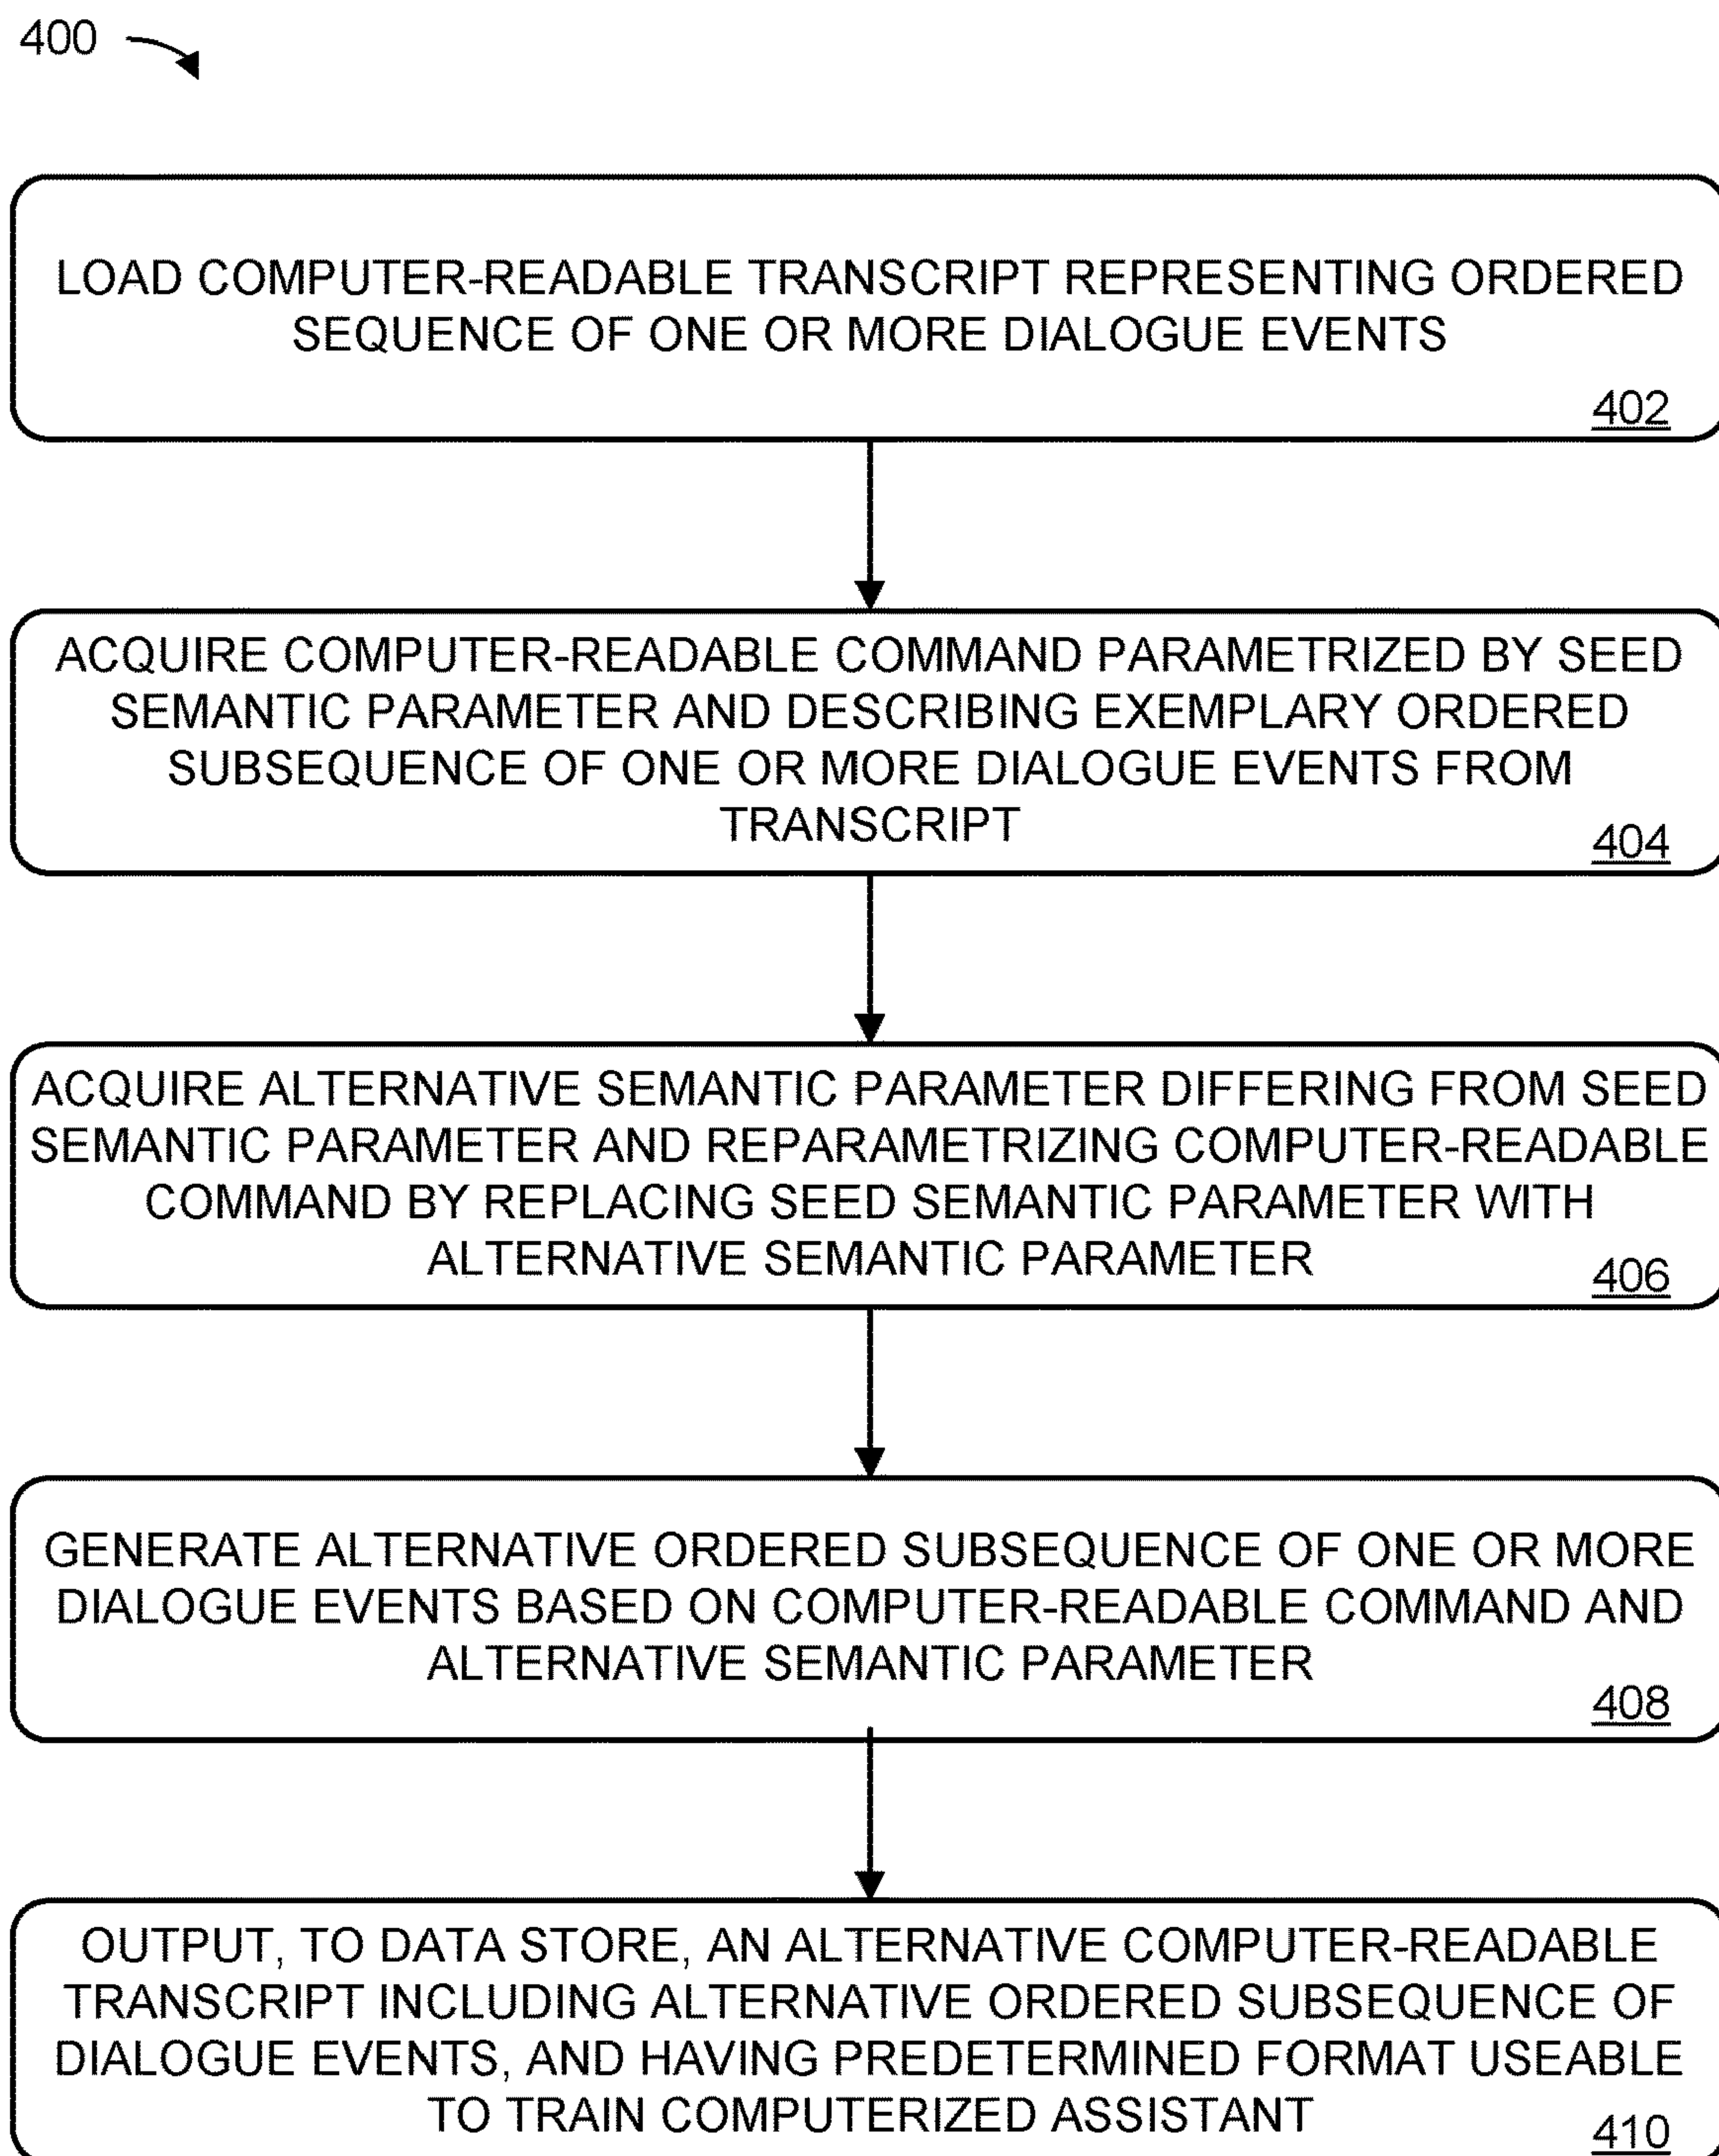 400
LOAD COMPUTER-READABLE TRANSCRIPT REPRESENTING ORDERED
SEQUENCE OF ONE OR MORE DIALOGUE EVENTS
402
ACQUIRE COMPUTER-READABLE COMMAND PARAMETRIZED BY SEED
SEMANTIC PARAMETER AND DESCRIBING EXEMPLARY ORDERED
SUBSEQUENCE OF ONE OR MORE DIALOGUE EVENTS FROM
TRANSCRIPT
404
ACQUIRE ALTERNATIVE SEMANTIC PARAMETER DIFFERING FROM SEED
SEMANTIC PARAMETER AND REPARAMETRIZING COMPUTER-READABLE
COMMAND BY REPLACING SEED SEMANTIC PARAMETER WITH
ALTERNATIVE SEMANTIC PARAMETER
406
GENERATE ALTERNATIVE ORDERED SUBSEQUENCE OF ONE OR MORE
DIALOGUE EVENTS BASED ON COMPUTER-READABLE COMMAND AND
ALTERNATIVE SEMANTIC PARAMETER
408
OUTPUT, TO DATA STORE, AN ALTERNATIVE COMPUTER-READABLE
TRANSCRIPT INCLUDING ALTERNATIVE ORDERED SUBSEQUENCE OF
DIALOGUE EVENTS, AND HAVING PREDETERMINED FORMAT USEABLE
TO TRAIN COMPUTERIZED ASSISTANT
410